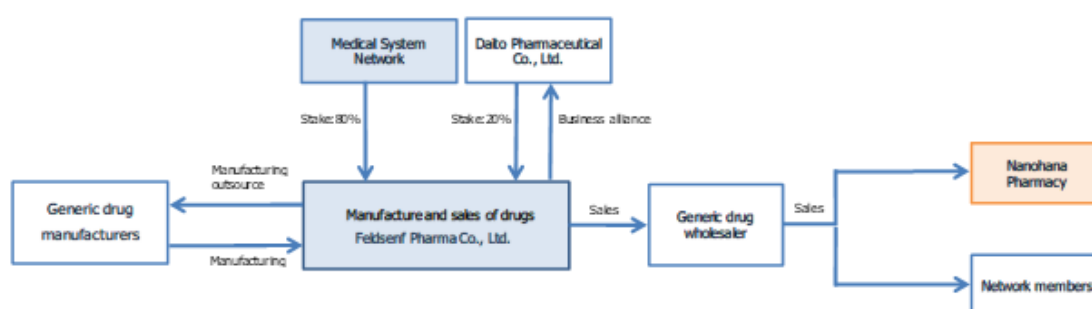 Medical System
Network
Daito Pharmaceutical
Co., Ltd.
Stake:80%
Stake:20%
Business alliance
Manufacturing
outsource
Generic drug
manufacturers
Manufacturing
Manufacture and sales of drugs
Feldsenf Pharma Co., Ltd.
Sales
Generic drug
wholesaler
Sales
Nanohana
Pharmacy
Network members